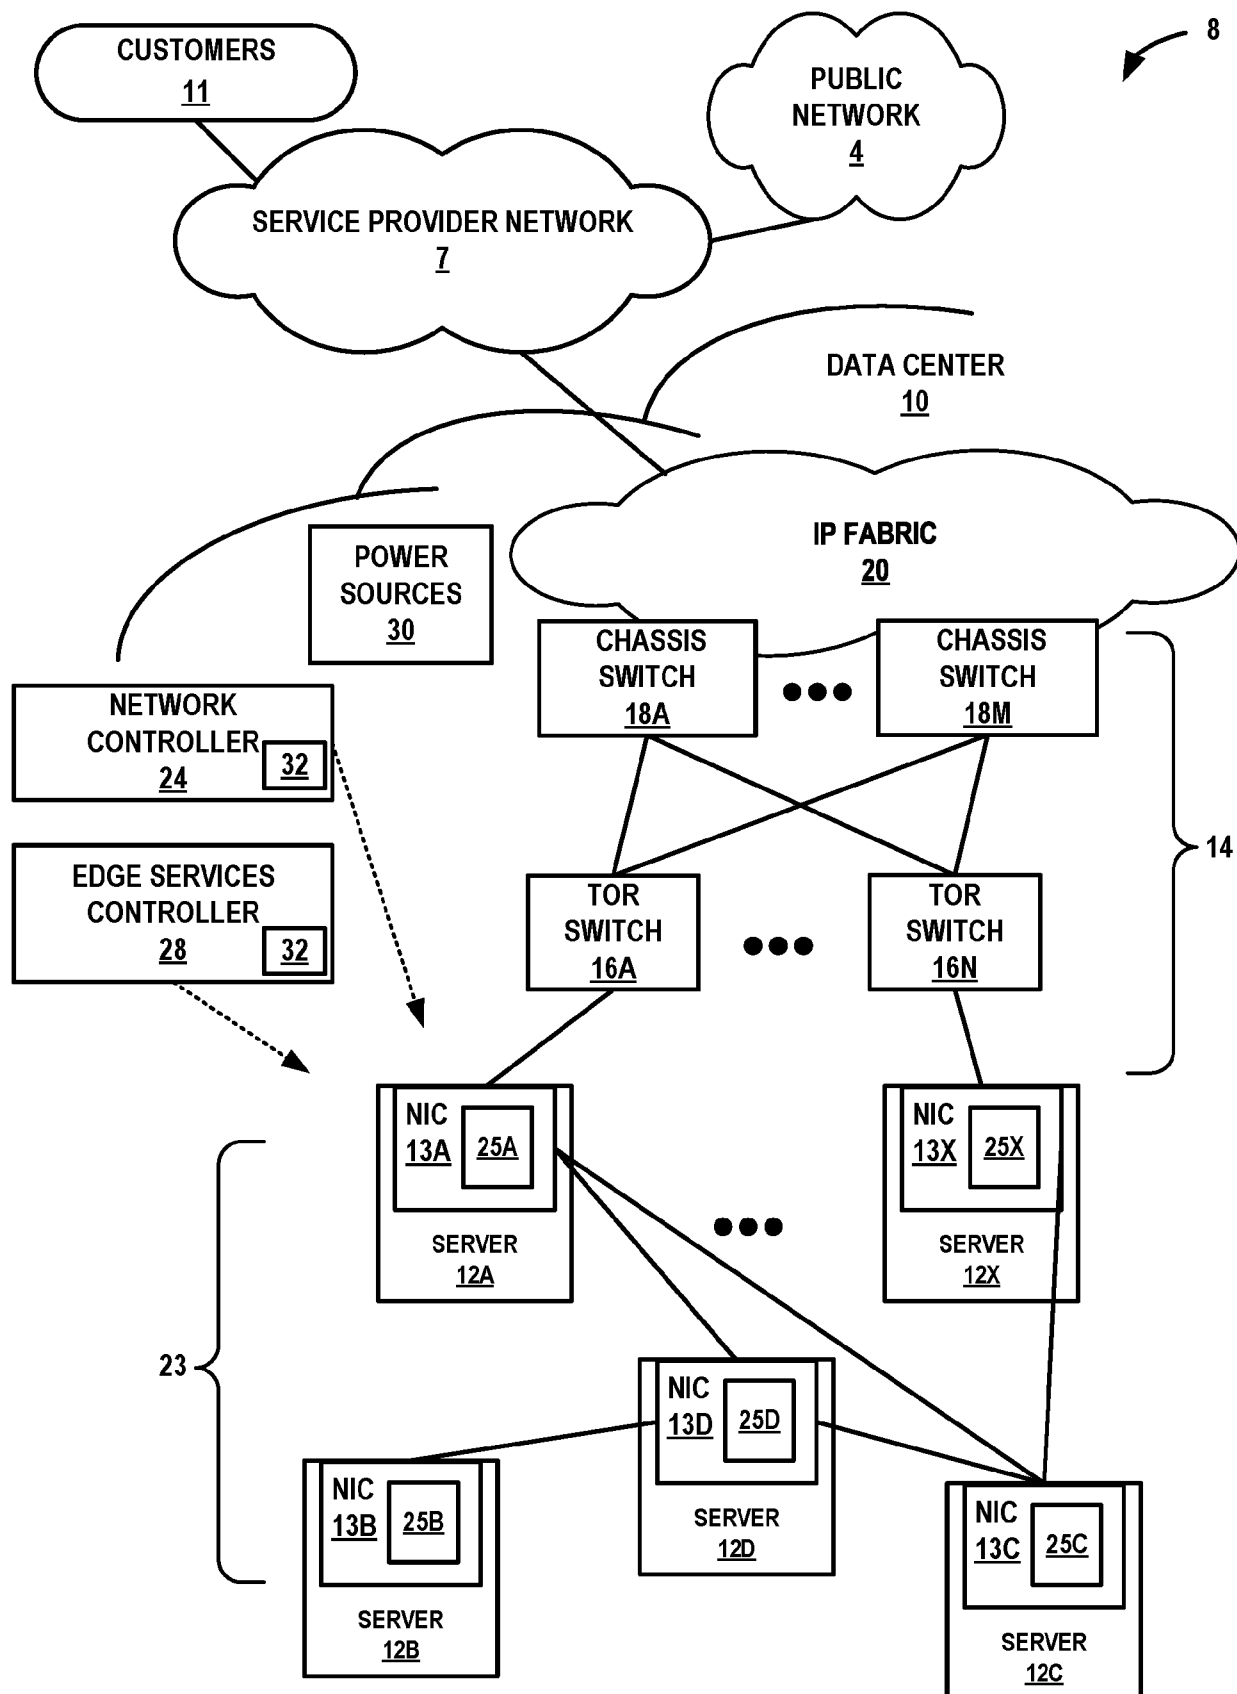 8
CUSTOMERS
11
PUBLIC
NETWORK
4
SERVICE PROVIDER NETWORK
7
DATA CENTER
10
IP FABRIC
20
POWER
SOURCES
30
CHASSIS
SWITCH
18A
CHASSIS
SWITCH
18M
NETWORK
CONTROLLER
24
32
14
EDGE SERVICES
CONTROLLER
28
32
TOR
SWITCH
16A
TOR
SWITCH
16N
NIC
13A
25A
SERVER
12A
NIC
13X
25X
SERVER
12X
23
NIC
13D
25D
SERVER
12D
NIC
13B
25B
SERVER
12B
NIC
13C
25C
SERVER
12C